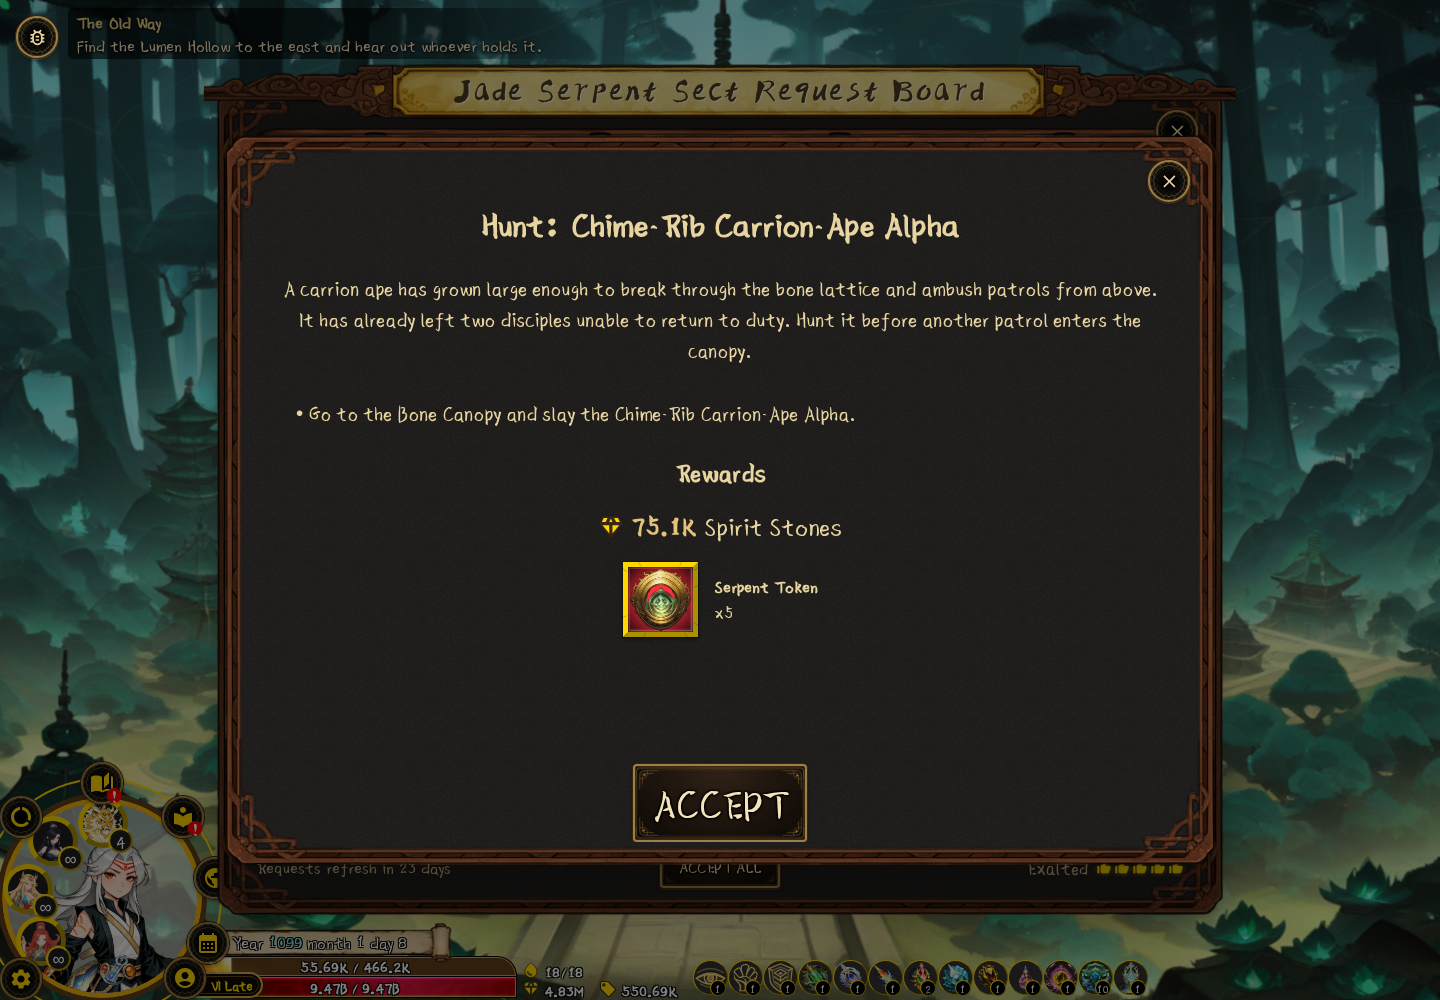 The Old Way
Find the Lumen Hollow to the east and hear out whoever holds it.
Jade Serpent Sect Request Board
Hunt: Chime-Rib Carrion-Ape Alpha
A carrion ape has grown large enough to break through the bone lattice and ambush patrols from above.
It has already left two disciples unable to return to duty. Hunt it before another patrol enters the
canopy.
• Go to the Bone Canopy and slay the Chime-Rib Carrion-Ape Alpha.
Rewards
75.1K Spirit Stones
Serpent Token
x5
ACCEPT
Requests refresh in 23 days
ACCEPT ALL
Exalted
4
∞
∞
∞
Year 1099 month 1 day 8
55.69K / 466.2K
18/18
VI Late
9.47B / 9.47B
4.83M
550.69K
f
f
f
f
f
f
2
f
f
f
f
f0
f